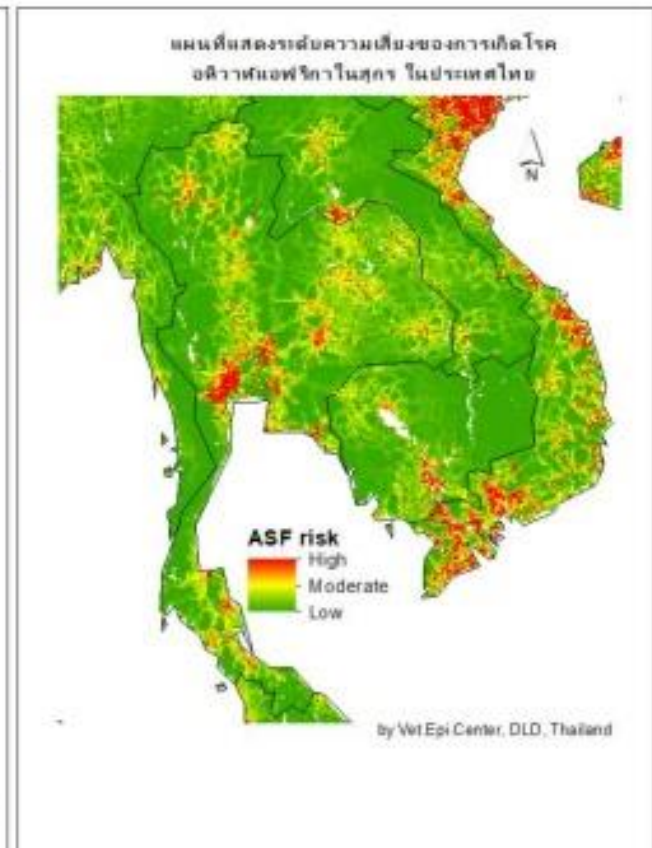 แผนที่แสดงระดับความเสี่ยงของการเกิดโรค
อหิวาต์แอฟริกาในสุกร ในประเทศไทย
N
ASF risk
High
Moderate
Low
by Vet Epi Center, DLD, Thailand